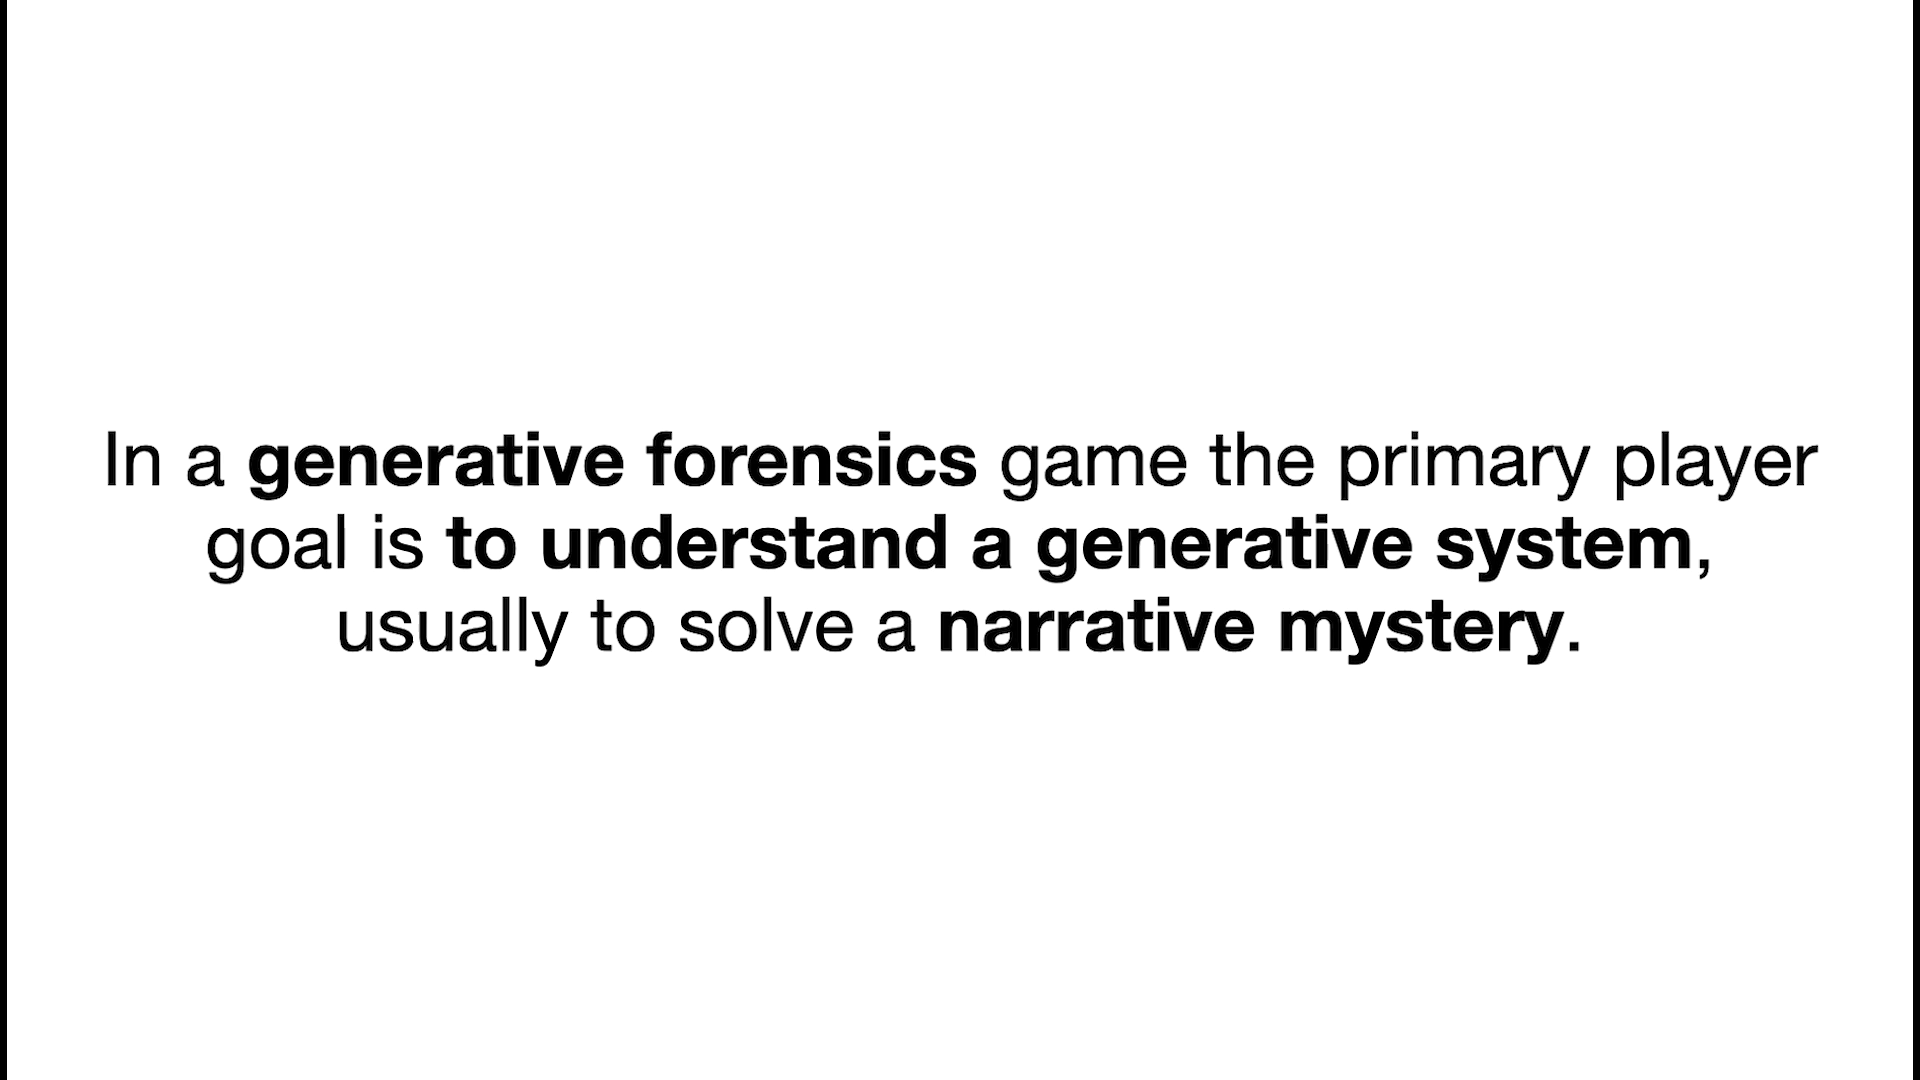 In a generative forensics game the primary player
goal is to understand a generative system,
usually to solve a narrative mystery.